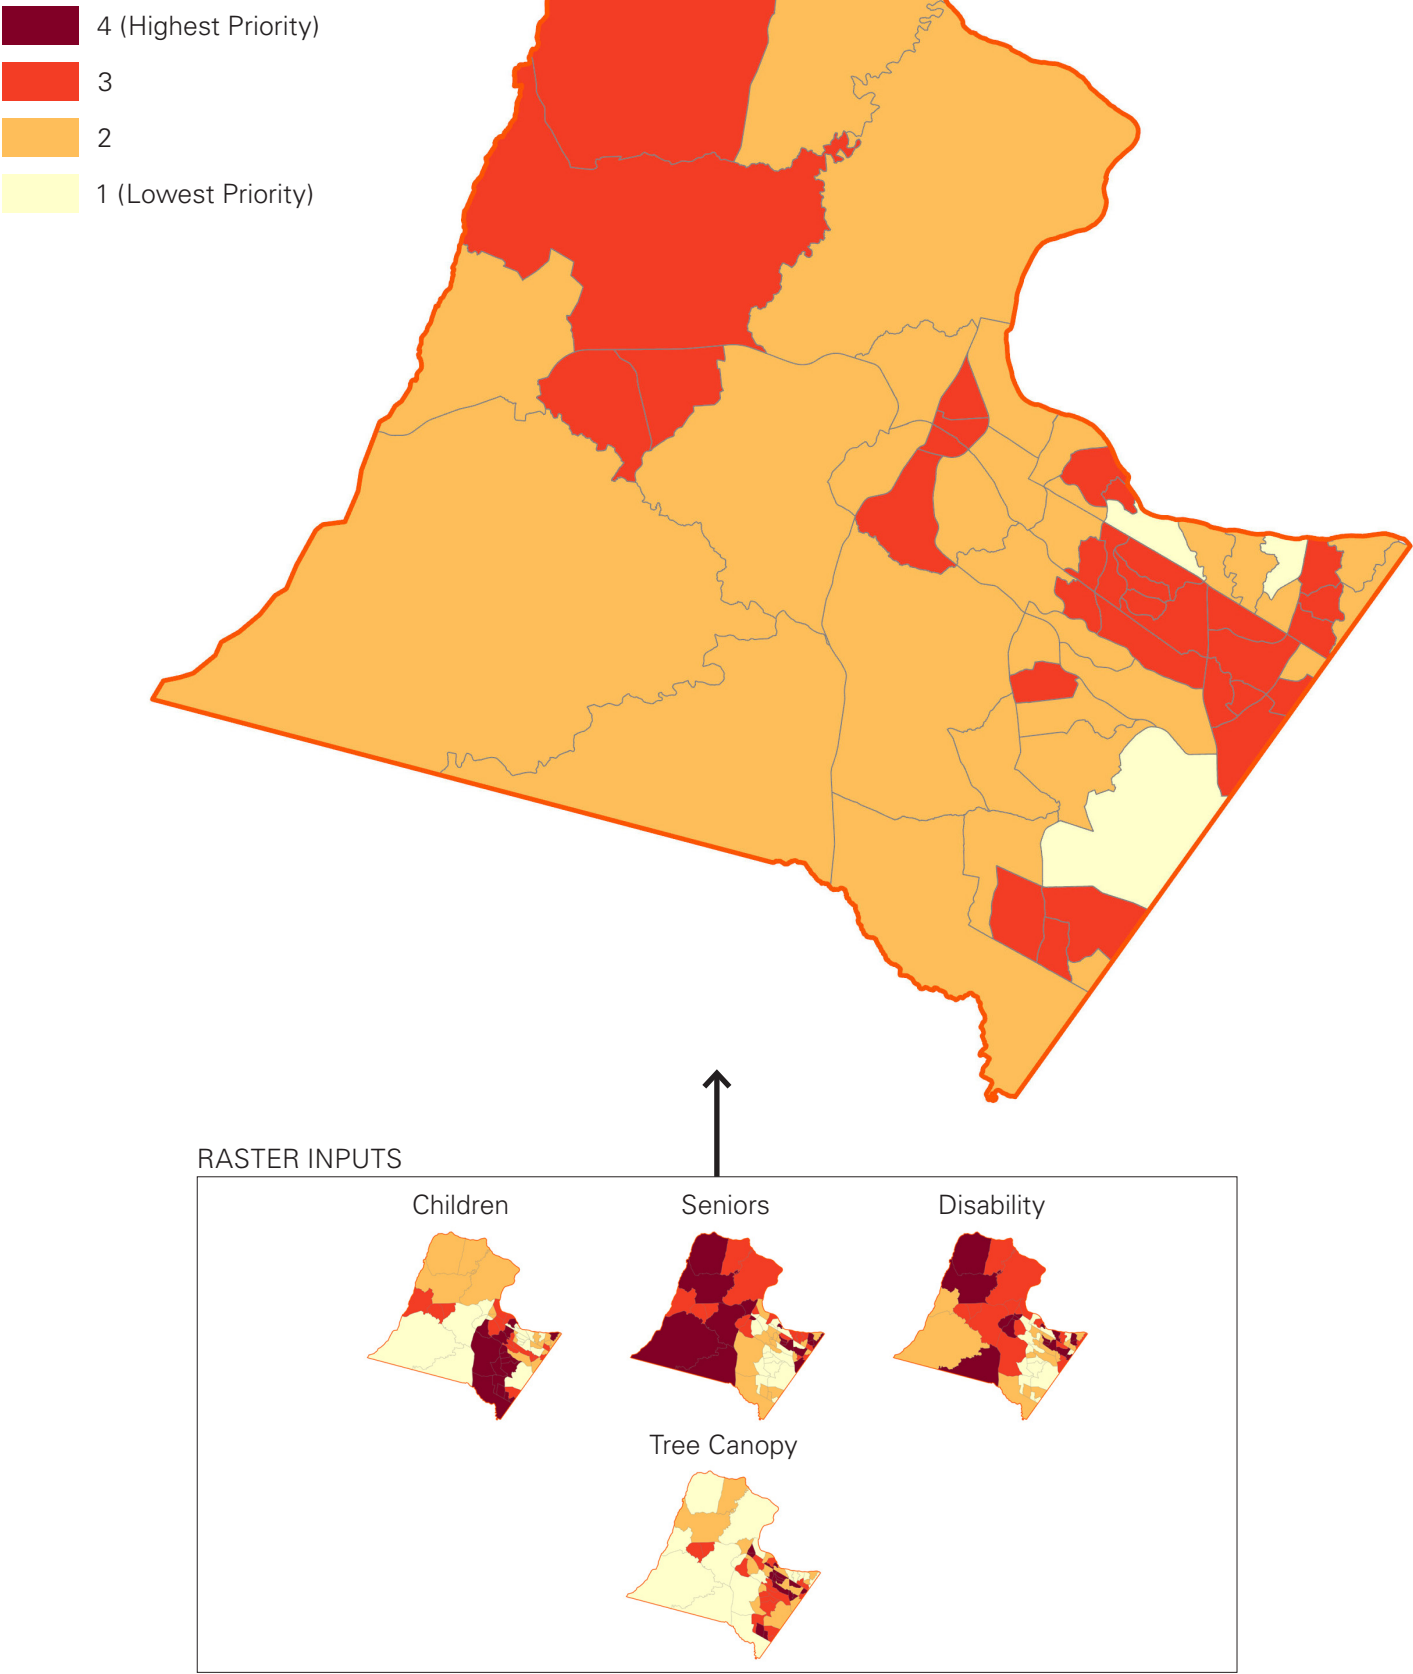 4 (Highest Priority)
3
2
1 (Lowest Priority)
RASTER INPUTS
Children
Seniors
Disability
Tree Canopy